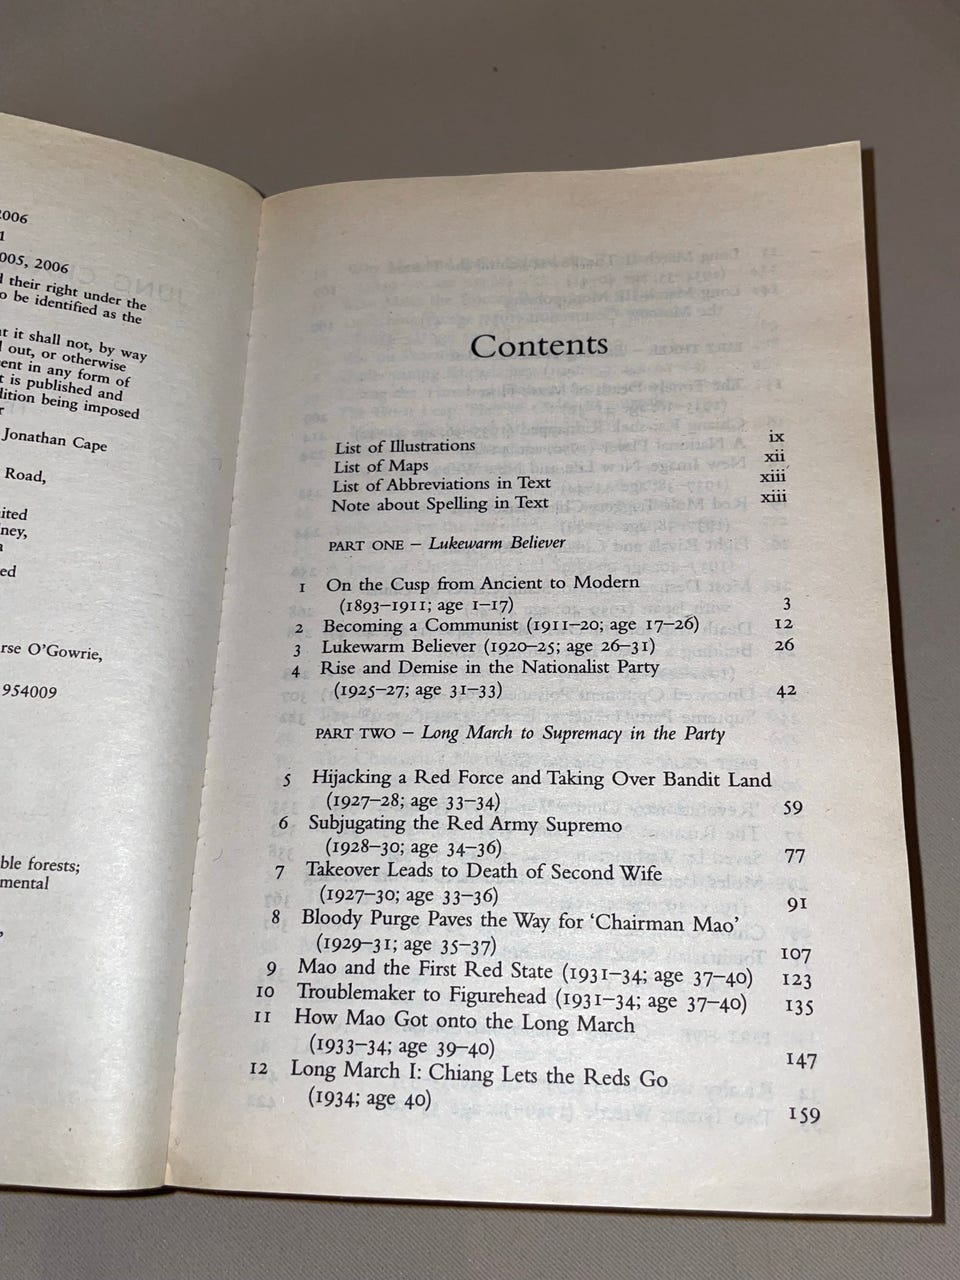 2006
1
005, 2006
their right under the
o be identified as the
it shall not, by way
out, or otherwise
ent in any form of
t is published and
dition being imposed
r
Jonathan Cape
Road,
ited
ney,
a
ed
rse O'Gowrie,
954009
ble forests;
mental
Contents
List of Illustrations ix
List of Maps xii
List of Abbreviations in Text xiii
Note about Spelling in Text xiii
PART ONE – Lukewarm Believer
1 On the Cusp from Ancient to Modern
(1893–1911; age 1–17) 3
2 Becoming a Communist (1911–20; age 17–26) 12
3 Lukewarm Believer (1920–25; age 26–31) 26
4 Rise and Demise in the Nationalist Party
(1925–27; age 31–33) 42
PART TWO – Long March to Supremacy in the Party
5 Hijacking a Red Force and Taking Over Bandit Land
(1927–28; age 33–34) 59
6 Subjugating the Red Army Supremo
(1928–30; age 34–36) 77
7 Takeover Leads to Death of Second Wife
(1927–30; age 33–36) 91
8 Bloody Purge Paves the Way for 'Chairman Mao'
(1929–31; age 35–37) 107
9 Mao and the First Red State (1931–34; age 37–40) 123
10 Troublemaker to Figurehead (1931–34; age 37–40) 135
11 How Mao Got onto the Long March
(1933–34; age 39–40) 147
12 Long March I: Chiang Lets the Reds Go
(1934; age 40) 159